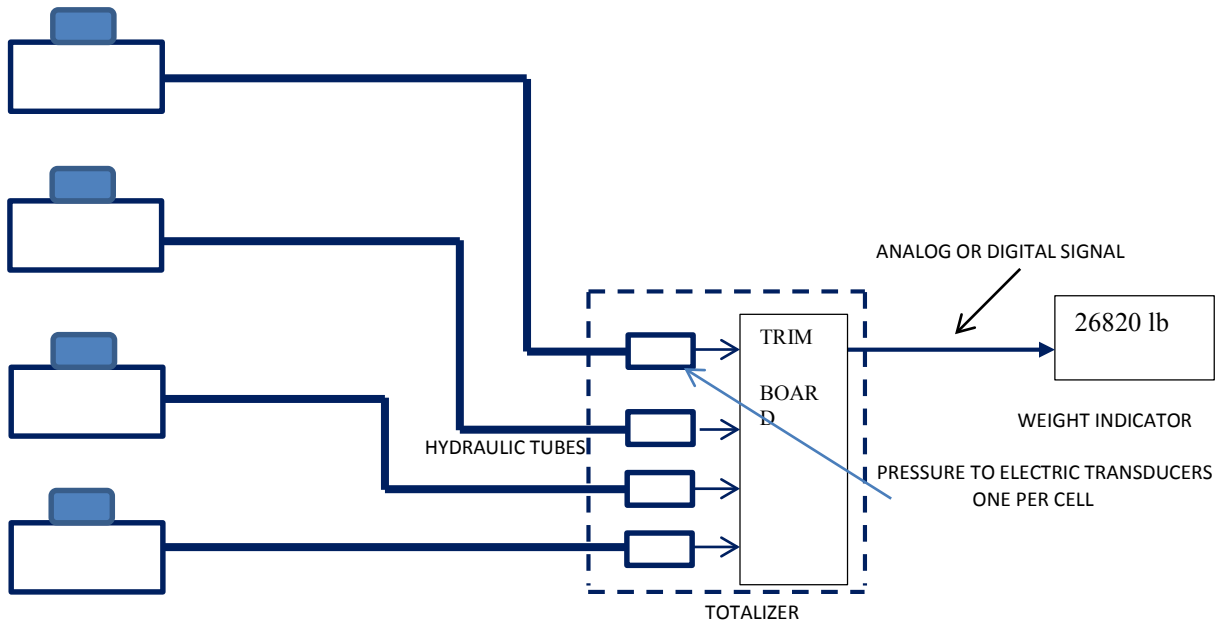 ANALOG OR DIGITAL SIGNAL
26820 lb
TRIM
BOAR
D
WEIGHT INDICATOR
HYDRAULIC TUBES
PRESSURE TO ELECTRIC TRANSDUCERS
ONE PER CELL
TOTALIZER